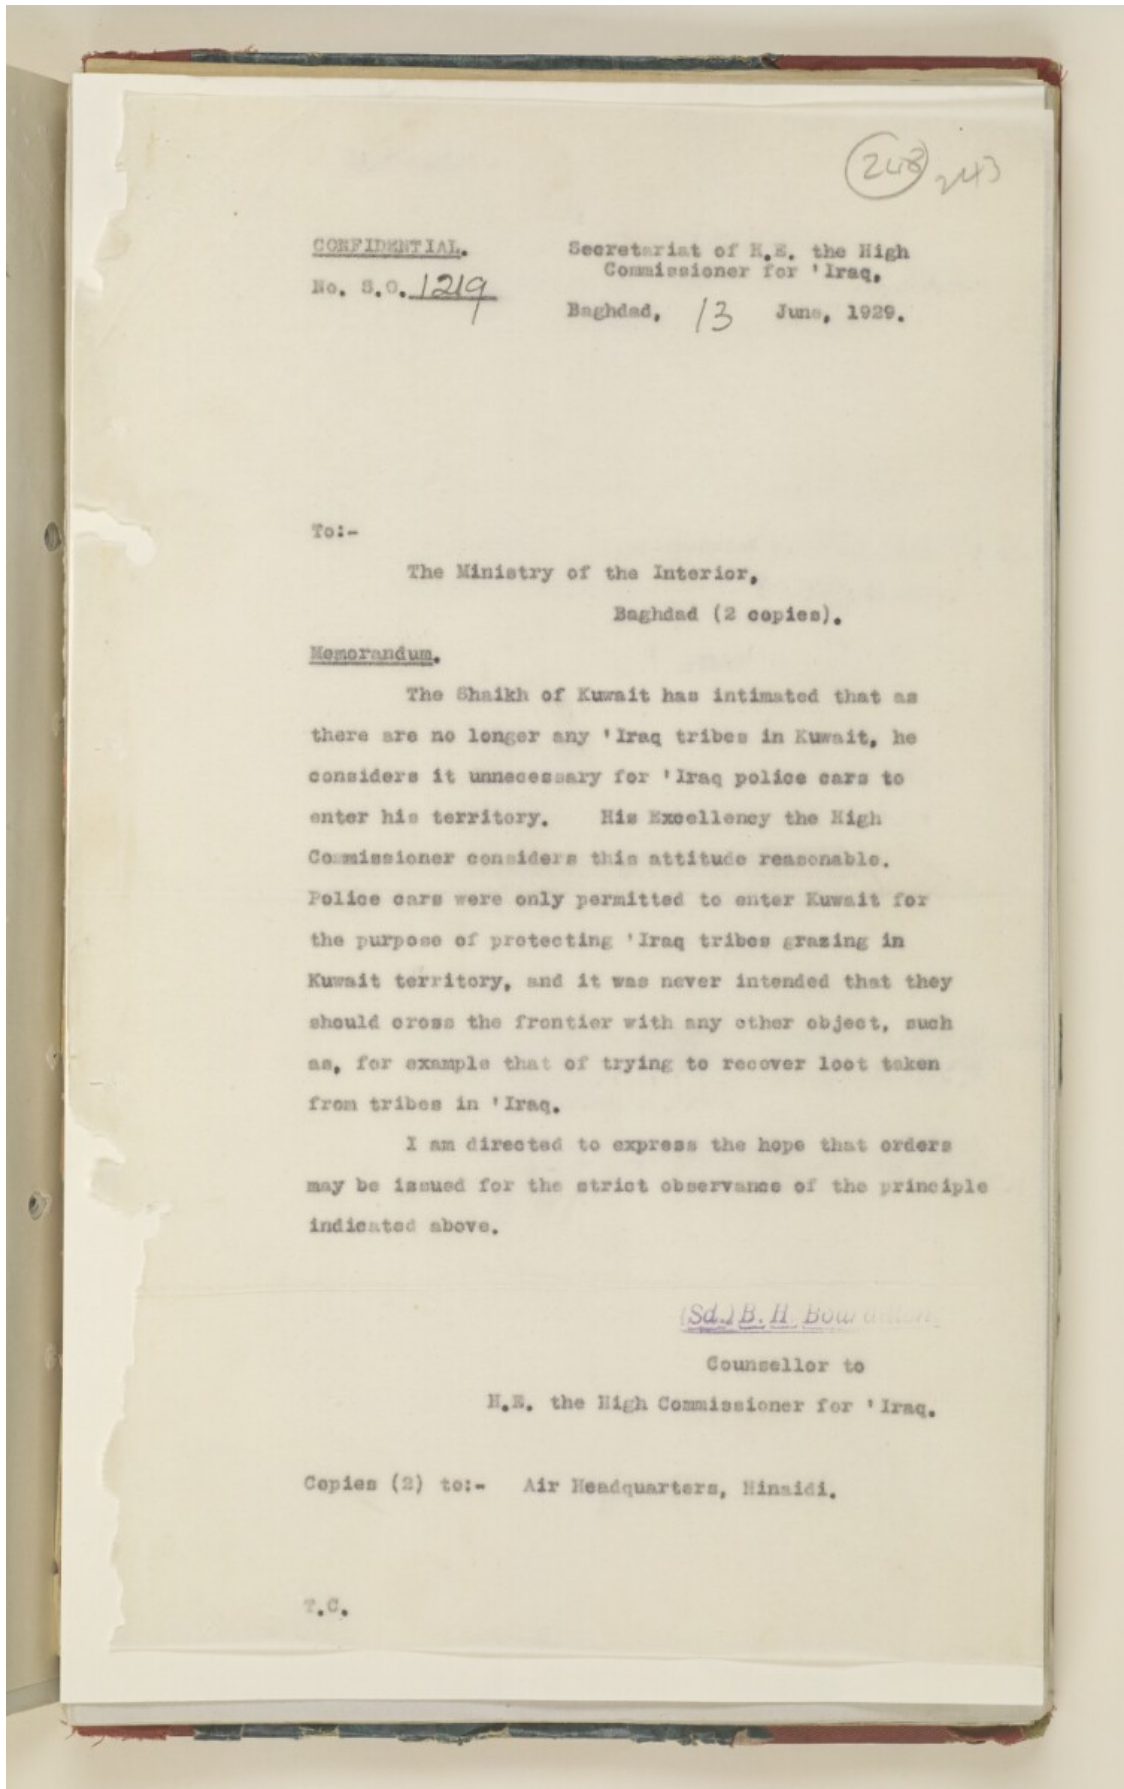 248 243
CONFIDENTIAL.
No. S.O. 1219
Secretariat of H.E. the High
Commissioner for 'Iraq,
Baghdad, 13 June, 1929.
To:-
The Ministry of the Interior,
Baghdad (2 copies).
Memorandum.
The Shaikh of Kuwait has intimated that as
there are no longer any 'Iraq tribes in Kuwait, he
considers it unnecessary for 'Iraq police cars to
enter his territory. His Excellency the High
Commissioner considers this attitude reasonable.
Police cars were only permitted to enter Kuwait for
the purpose of protecting 'Iraq tribes grazing in
Kuwait territory, and it was never intended that they
should cross the frontier with any other object, such
as, for example that of trying to recover loot taken
from tribes in 'Iraq.
I am directed to express the hope that orders
may be issued for the strict observance of the principle
indicated above.
(Sd.) B. H.
Counsellor to
H.E. the High Commissioner for 'Iraq.
Copies (2) to:- Air Headquarters, Hinaidi.
T.C.